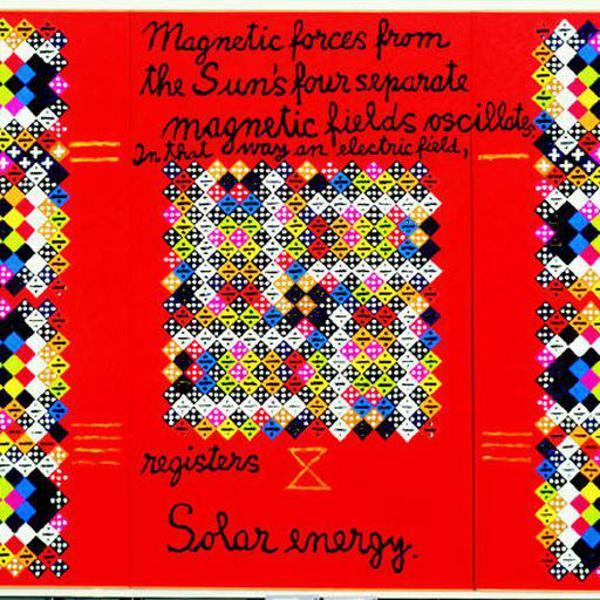 Magnetic forces from
the Sun's four separate
magnetic fields oscillate.
In that way an electric field,
registers
Solar energy.